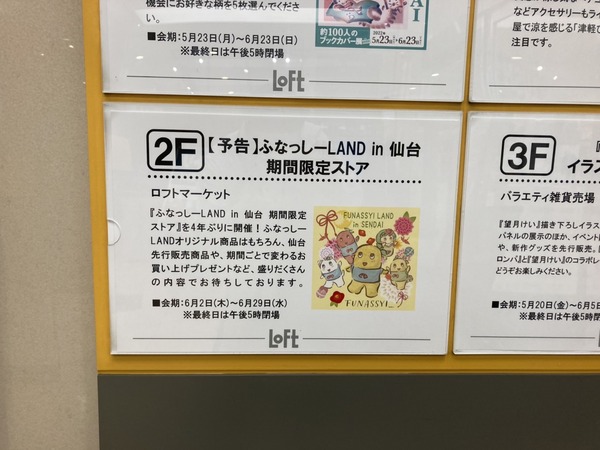 機会にお好きな柄を5枚選んでくださ
い。
■会期:5月23日(月)〜6月23日(日)
※最終日は午後5時閉場
約100人の
ブックカバー展
2022年
5月23日 6月23日
LOFT
などアクセサリーもライ
屋で涼を感じる「津軽び
注目です。
2F
【予告】ふなっしーLAND in 仙台
期間限定ストア
ロフトマーケット
『ふなっしーLAND in 仙台 期間限定
ストア』を4年ぶりに開催!ふなっしー
LANDオリジナル商品はもちろん、仙台
先行販売商品や、期間ごとで変わるお
買い上げプレゼントなど、盛りだくさん
の内容でお待ちしております。
■会期:6月2日(木)〜6月29日(水)
※最終日は午後5時閉場
FUNASSYI LAND
in SENDAI
FUNASSYI
LOFT
3F
イラス
バラエティ雑貨売場
『望月けい』描き下ろしイラス
パネルの展示のほか、イベント
や、新作グッズを先行販売。『
ロンパ』と『望月けい』のコラボレ
どうぞお楽しみください。
■会期:5月20日(金)〜6月5
※最終日は午後5時閉